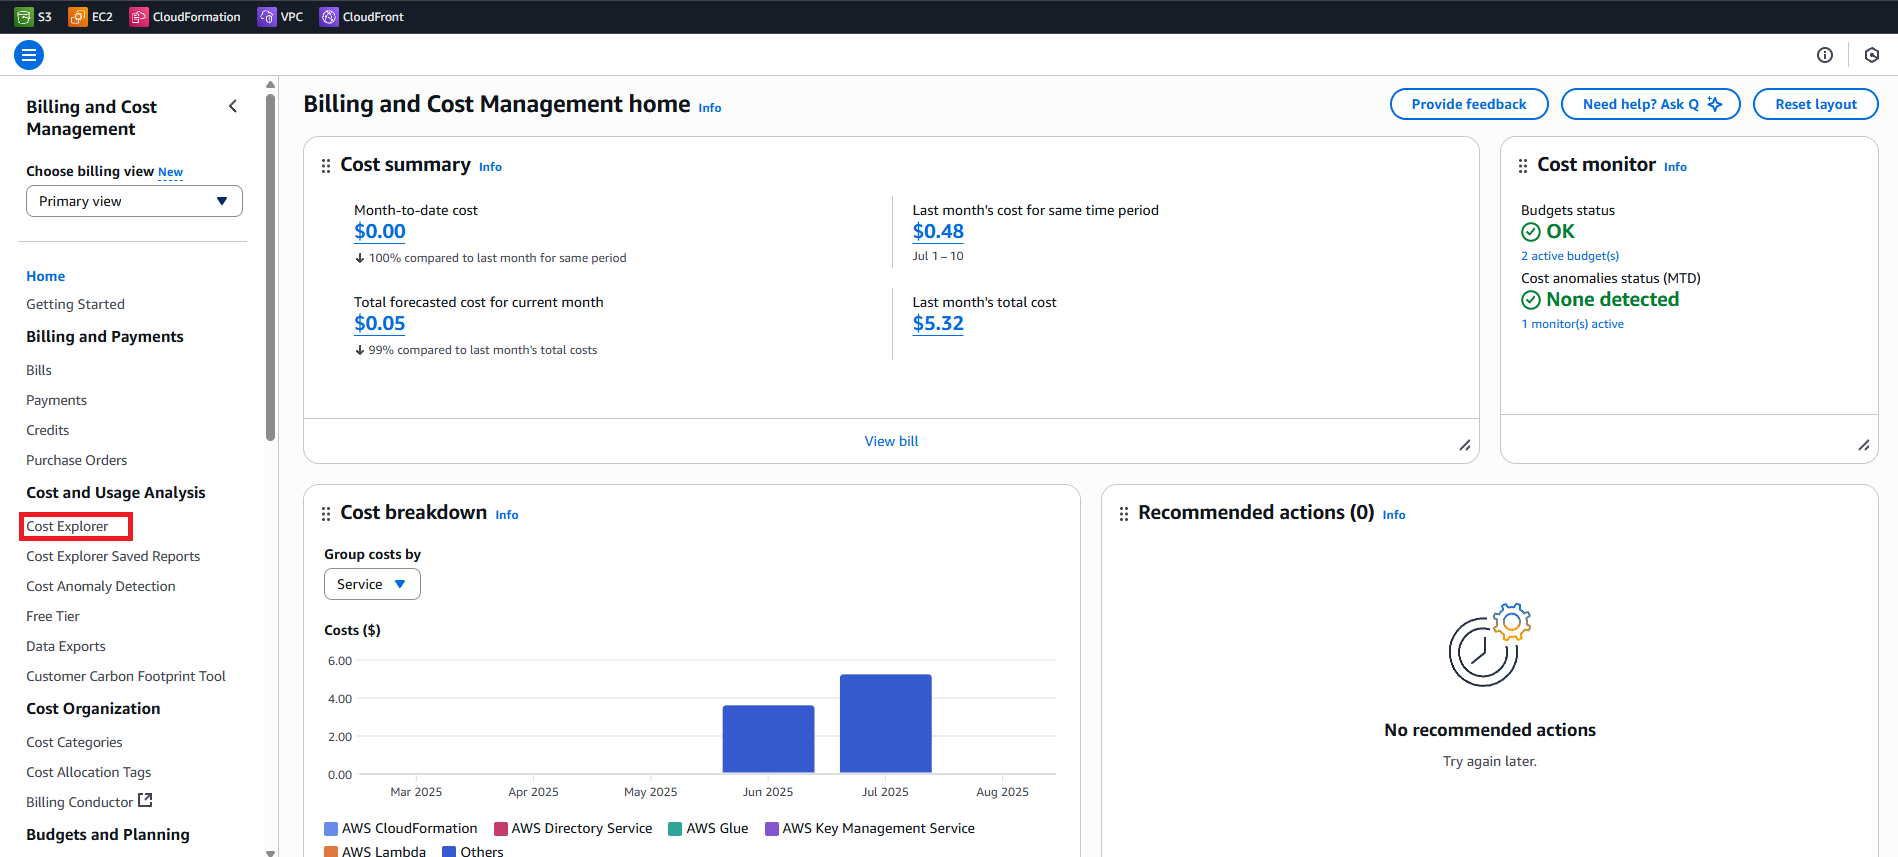 S3 EC2 CloudFormation VPC CloudFront
Billing and Cost
Management
Choose billing view New
Primary view
Home
Getting Started
Billing and Payments
Bills
Payments
Credits
Purchase Orders
Cost and Usage Analysis
Cost Explorer
Cost Explorer Saved Reports
Cost Anomaly Detection
Free Tier
Data Exports
Customer Carbon Footprint Tool
Cost Organization
Cost Categories
Cost Allocation Tags
Billing Conductor
Budgets and Planning
Billing and Cost Management home Info
Provide feedback
Need help? Ask Q
Reset layout
Cost summary Info
Month-to-date cost
$0.00
100% compared to last month for same period
Last month's cost for same time period
$0.48
Jul 1 – 10
Total forecasted cost for current month
$0.05
99% compared to last month's total costs
Last month's total cost
$5.32
View bill
Cost monitor Info
Budgets status
OK
2 active budget(s)
Cost anomalies status (MTD)
None detected
1 monitor(s) active
Cost breakdown Info
Group costs by
Service
Costs ($)
6.00
4.00
2.00
0.00
Mar 2025 Apr 2025 May 2025 Jun 2025 Jul 2025 Aug 2025
AWS CloudFormation AWS Directory Service AWS Glue AWS Key Management Service
AWS Lambda Others
Recommended actions (0) Info
No recommended actions
Try again later.